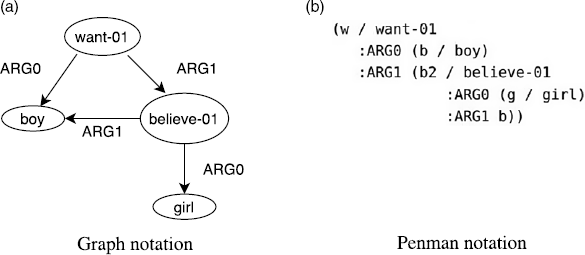 (a)
want-01
ARG0
ARG1
boy
ARG1
believe-01
ARG0
girl
Graph notation
(b)
(w / want-01
:ARG0 (b / boy)
:ARG1 (b2 / believe-01
:ARG0 (g / girl)
:ARG1 b))
Penman notation